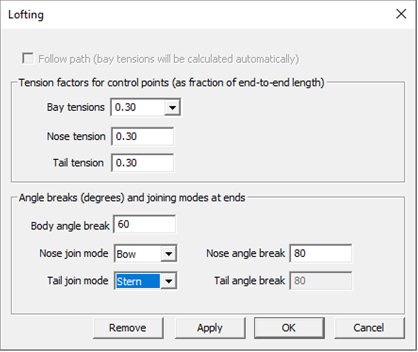 Lofting
Follow path (bay tensions will be calculated automatically)
Tension factors for control points (as fraction of end-to-end length)
Bay tensions 0.30
Nose tension 0.30
Tail tension 0.30
Angle breaks (degrees) and joining modes at ends
Body angle break 60
Nose join mode Bow Nose angle break 80
Tail join mode Stern Tail angle break 80
Remove Apply OK Cancel